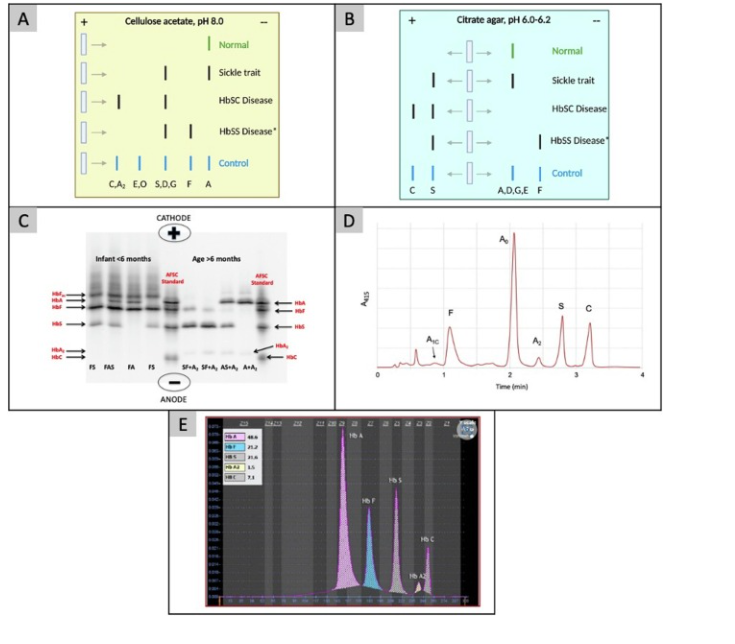 A
+ Cellulose acetate, pH 8.0 --
Normal
Sickle trait
HbSC Disease
HbSS Disease*
Control
C,A₂ E,O S,D,G F A
B
+ Citrate agar, pH 6.0-6.2 --
Normal
Sickle trait
HbSC Disease
HbSS Disease*
Control
C S A,D,G,E F
C
CATHODE
+
Infant <6 months Age >6 months
AFSC
Standard
AFSC
Standard
HbA
HbF
HbS
HbA₂
HbC
HbA
HbF
HbS
HbA₂
HbC
FS FAS FA FS SF+A₂ SF+A₂ AS+A₂ A+A₂
−
ANODE
D
A₀
F
S
C
A₁C
A₂
0 1 2 3 4
Time (min)
E
Hb A 48.6
Hb F 21.2
Hb S 21.6
Hb A2 1.5
Hb C 7.1
Hb A
Hb F
Hb S
Hb C
Hb A2